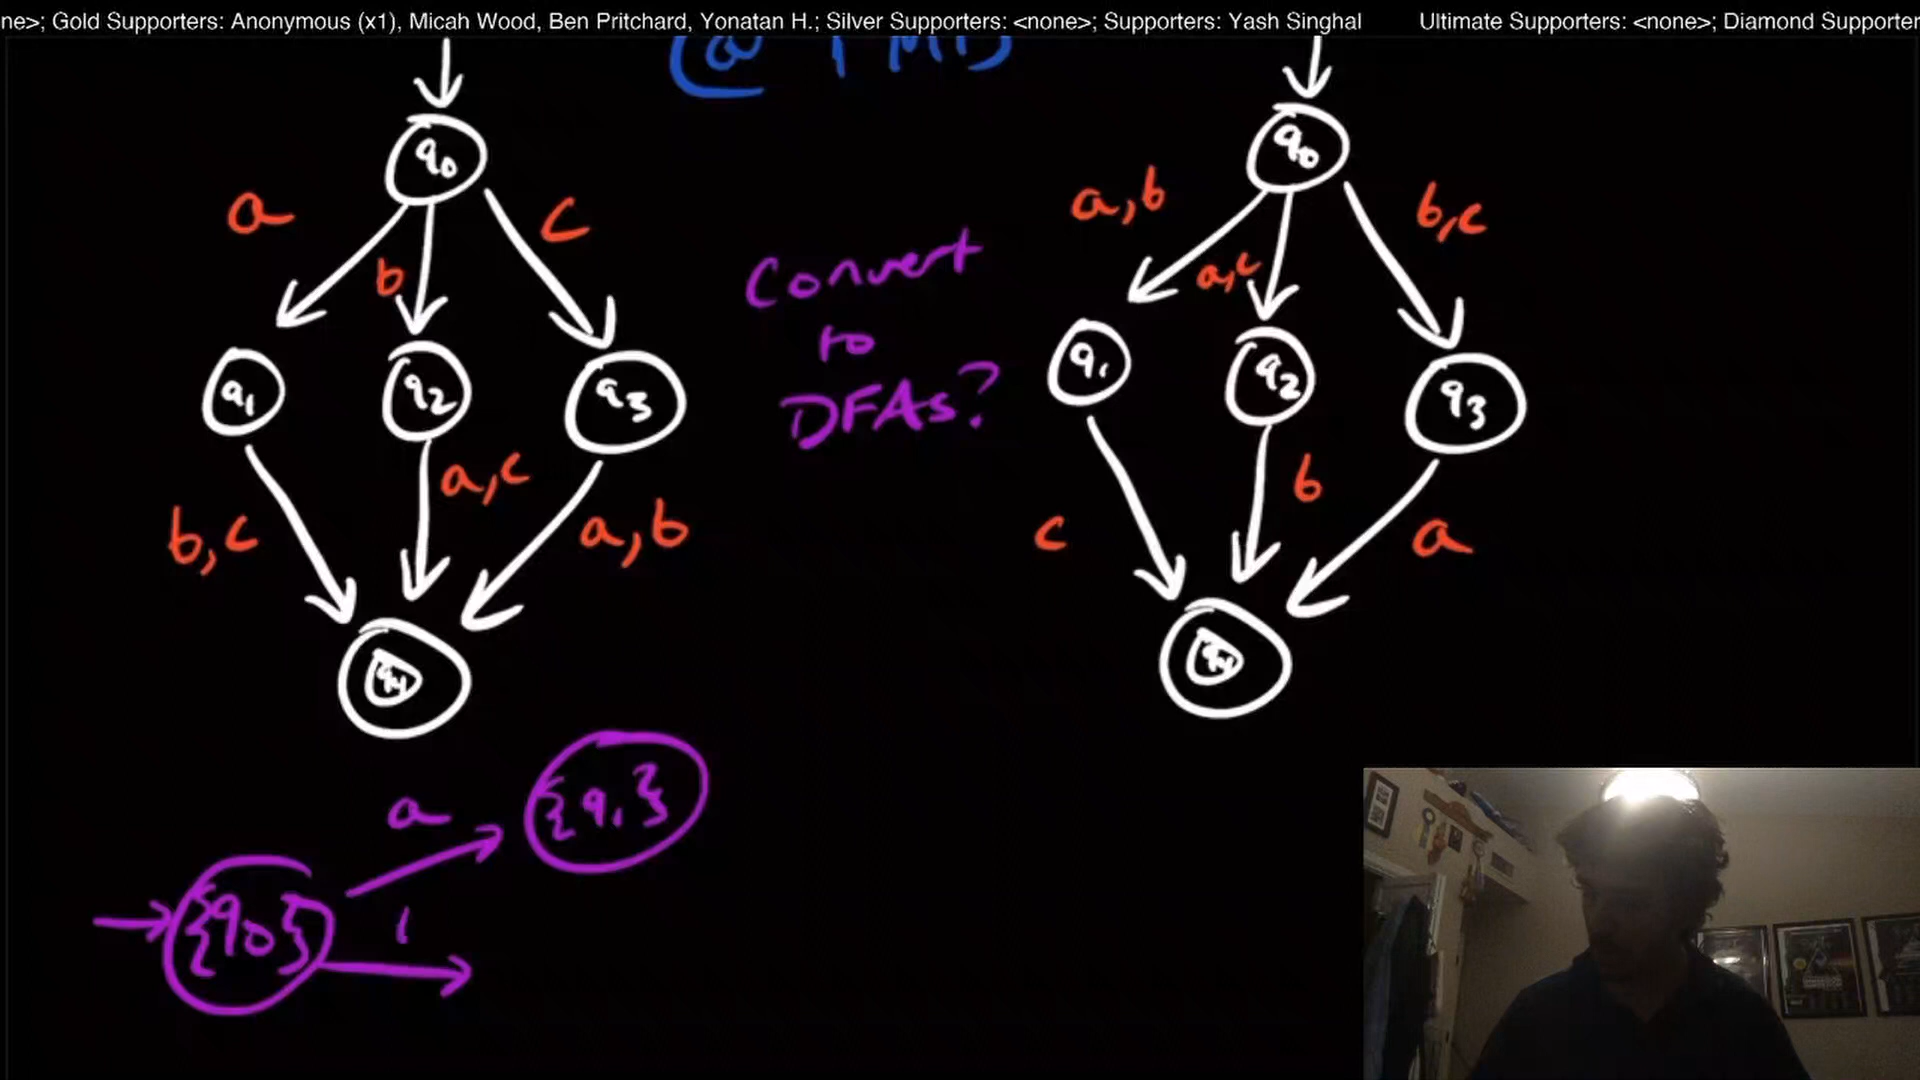 ne>; Gold Supporters: Anonymous (x1), Micah Wood, Ben Pritchard, Yonatan H.; Silver Supporters: <none>; Supporters: Yash Singhal Ultimate Supporters: <none>; Diamond Supporter
q0
a
b
c
q1
q2
q3
b,c
a,c
a,b
q4
Convert
to
DFAs?
q0
a,b
a,c
b,c
q1
q2
q3
c
b
a
q4
{q0}
a
{q1}